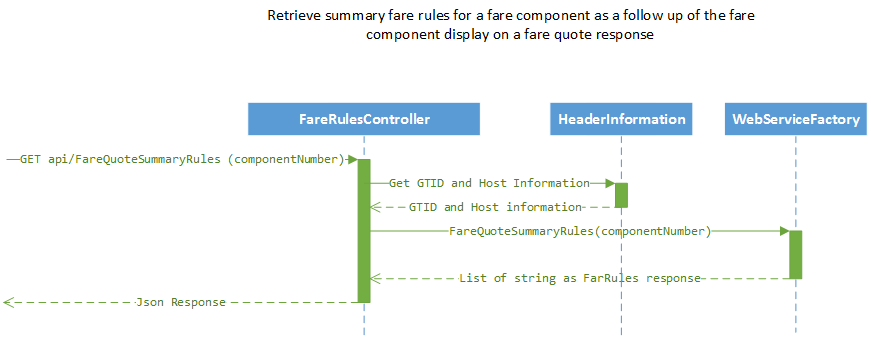 Retrieve summary fare rules for a fare component as a follow up of the fare
component display on a fare quote response
FareRulesController
HeaderInformation
WebServiceFactory
GET api/FareQuoteSummaryRules (componentNumber)
Get GTID and Host Information
GTID and Host information
FareQuoteSummaryRules(componentNumber)
List of string as FarRules response
Json Response